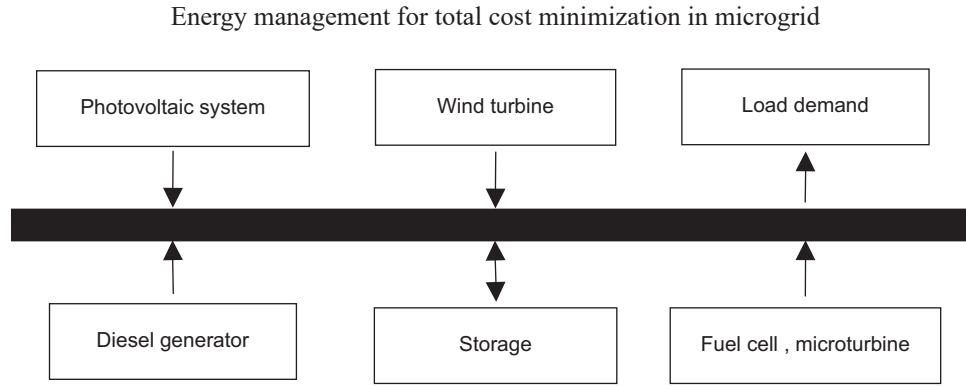 Energy management for total cost minimization in microgrid
Photovoltaic system
Wind turbine
Load demand
Diesel generator
Storage
Fuel cell , microturbine